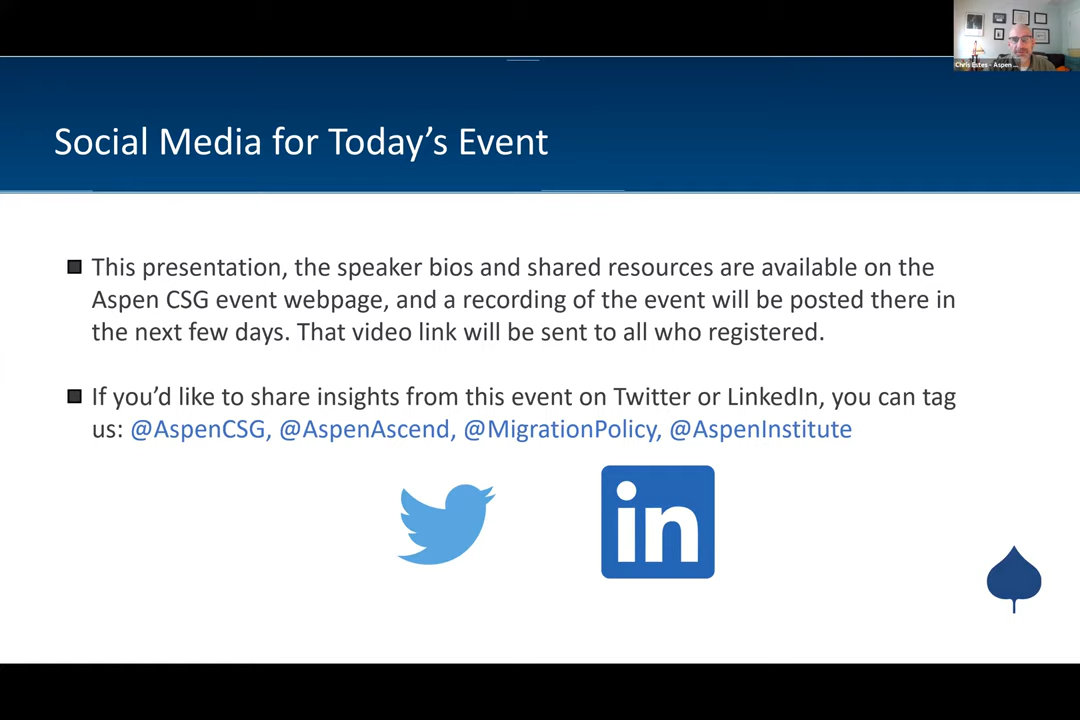 Chris Estes - Aspen ...
Social Media for Today’s Event
This presentation, the speaker bios and shared resources are available on the
Aspen CSG event webpage, and a recording of the event will be posted there in
the next few days. That video link will be sent to all who registered.
If you’d like to share insights from this event on Twitter or LinkedIn, you can tag
us: @AspenCSG, @AspenAscend, @MigrationPolicy, @AspenInstitute
in